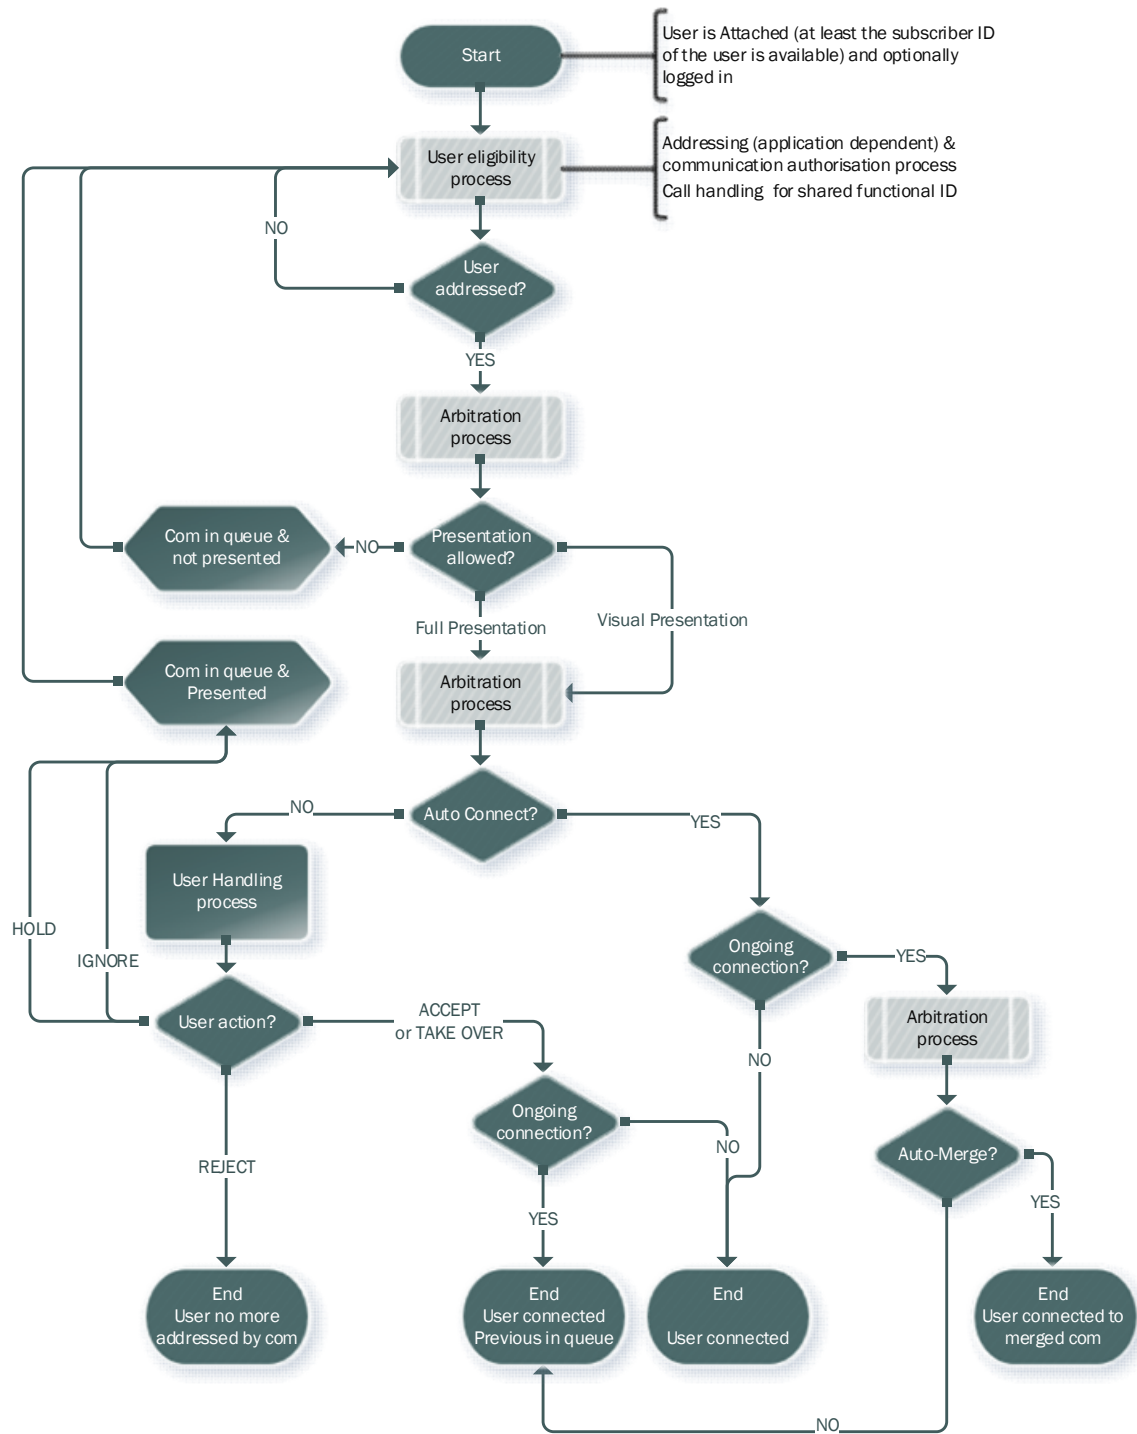 Start
User is Attached (at least the subscriber ID
of the user is available) and optionally
logged in
User eligibility
process
Addressing (application dependent) &
communication authorisation process
Call handling for shared functional ID
NO
User
addressed?
YES
Arbitration
process
Com in queue &
not presented
NO
Presentation
allowed?
Full Presentation
Visual Presentation
Com in queue &
Presented
Arbitration
process
NO
Auto Connect?
YES
User Handling
process
HOLD
IGNORE
Ongoing
connection?
YES
User action?
ACCEPT
or TAKE OVER
Arbitration
process
NO
Ongoing
connection?
NO
Auto-Merge?
REJECT
YES
YES
End
User no more
addressed by com
End
User connected
Previous in queue
End
User connected
End
User connected to
merged com
NO